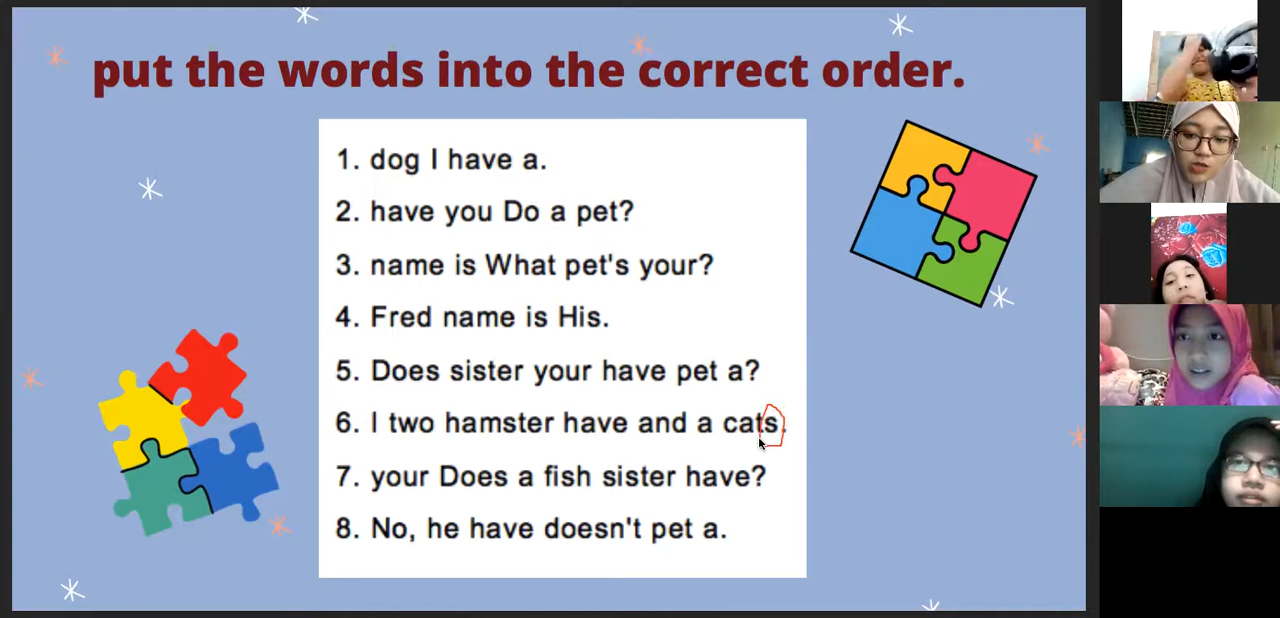 put the words into the correct order.
1. dog I have a.
2. have you Do a pet?
3. name is What pet's your?
4. Fred name is His.
5. Does sister your have pet a?
6. I two hamster have and a cats.
7. your Does a fish sister have?
8. No, he have doesn't pet a.